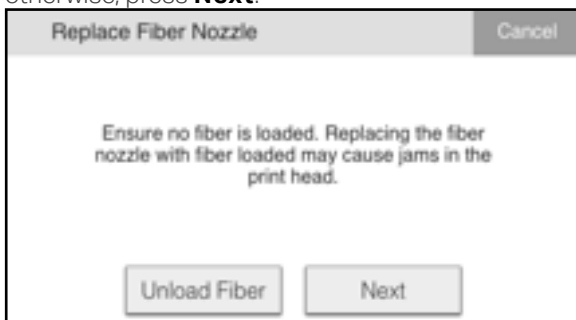 otherwise, press Next.
Replace Fiber Nozzle
Cancel
Ensure no fiber is loaded. Replacing the fiber
nozzle with fiber loaded may cause jams in the
print head.
Unload Fiber
Next